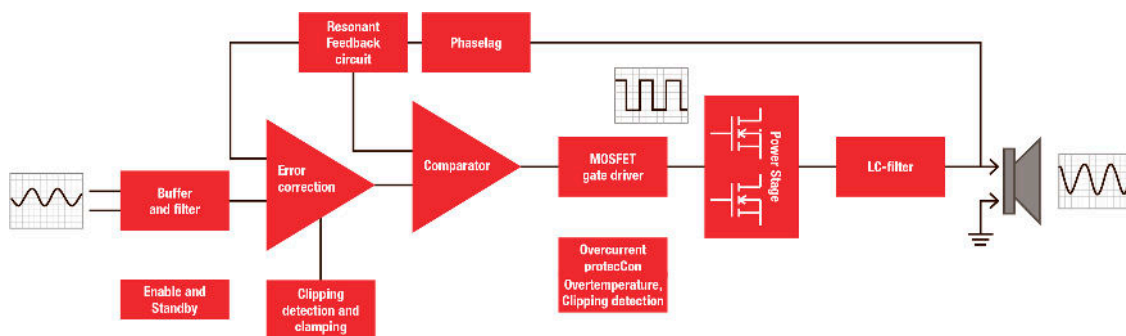 Resonant
Feedback
circuit
Phaselag
Buffer
and filter
Error
correction
Comparator
MOSFET
gate driver
Power Stage
LC-filter
Enable and
Standby
Clipping
detection and
clamping
Overcurrent
protecCon
Overtemperature,
Clipping detection